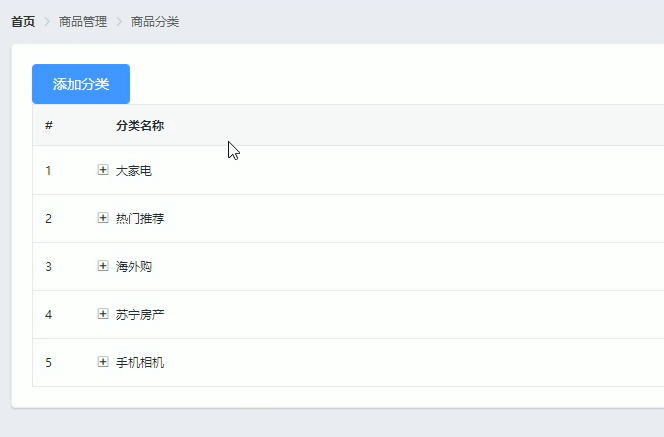 首页 > 商品管理 > 商品分类
添加分类
# 分类名称
1 大家电
2 热门推荐
3 海外购
4 苏宁房产
5 手机相机